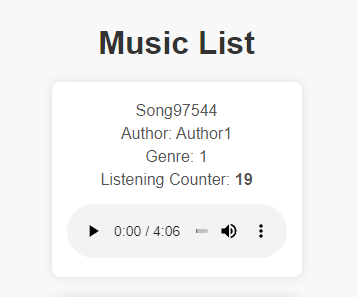 Music List
Song97544
Author: Author1
Genre: 1
Listening Counter: 19
0:00 / 4:06